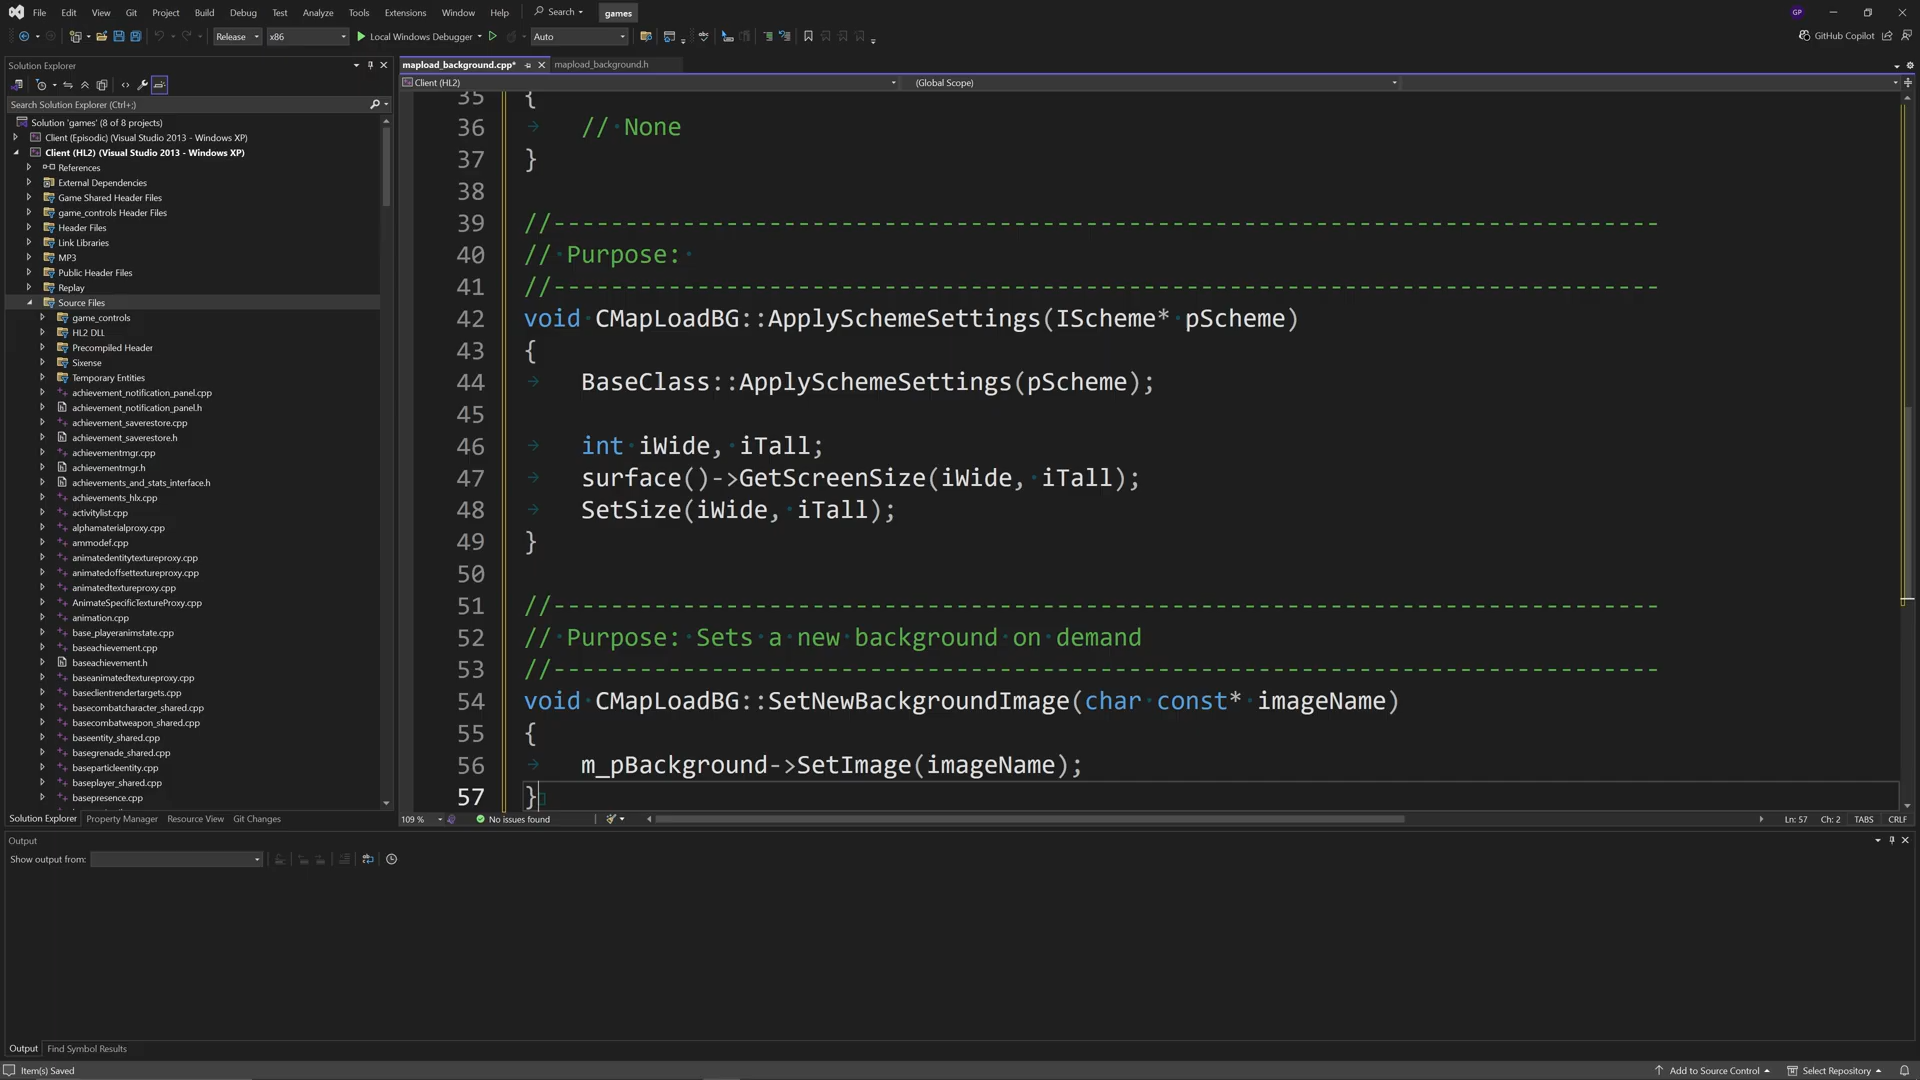 File Edit View Git Project Build Debug Test Analyze Tools Extensions Window Help Search games GP
Release x86 Local Windows Debugger Auto GitHub Copilot
Solution Explorer
Search Solution Explorer (Ctrl+;)
Solution 'games' (8 of 8 projects)
Client (Episodic) (Visual Studio 2013 - Windows XP)
Client (HL2) (Visual Studio 2013 - Windows XP)
References
External Dependencies
Game Shared Header Files
game_controls Header Files
Header Files
Link Libraries
MP3
Public Header Files
Replay
Source Files
game_controls
HL2 DLL
Precompiled Header
Sixense
Temporary Entities
achievement_notification_panel.cpp
achievement_notification_panel.h
achievement_saverestore.cpp
achievement_saverestore.h
achievementmgr.cpp
achievementmgr.h
achievements_and_stats_interface.h
achievements_hlx.cpp
activitylist.cpp
alphamaterialproxy.cpp
ammodef.cpp
animatedentitytextureproxy.cpp
animatedoffsettextureproxy.cpp
animatedtextureproxy.cpp
AnimateSpecificTextureProxy.cpp
animation.cpp
base_playeranimstate.cpp
baseachievement.cpp
baseachievement.h
baseanimatedtextureproxy.cpp
baseclientrendertargets.cpp
basecombatcharacter_shared.cpp
basecombatweapon_shared.cpp
baseentity_shared.cpp
basegrenade_shared.cpp
baseparticleentity.cpp
baseplayer_shared.cpp
basepresence.cpp
Solution Explorer Property Manager Resource View Git Changes
mapload_background.cpp* mapload_background.h
Client (HL2) (Global Scope)
35 {
36 // None
37 }
38
39 //-----------------------------------------------------------------------------
40 // Purpose:
41 //-----------------------------------------------------------------------------
42 void CMapLoadBG::ApplySchemeSettings(IScheme* pScheme)
43 {
44 BaseClass::ApplySchemeSettings(pScheme);
45
46 int iWide, iTall;
47 surface()->GetScreenSize(iWide, iTall);
48 SetSize(iWide, iTall);
49 }
50
51 //-----------------------------------------------------------------------------
52 // Purpose: Sets a new background on demand
53 //-----------------------------------------------------------------------------
54 void CMapLoadBG::SetNewBackgroundImage(char const* imageName)
55 {
56 m_pBackground->SetImage(imageName);
57 }
109 % No issues found Ln: 57 Ch: 2 TABS CRLF
Output
Show output from:
Output Find Symbol Results
Item(s) Saved Add to Source Control Select Repository